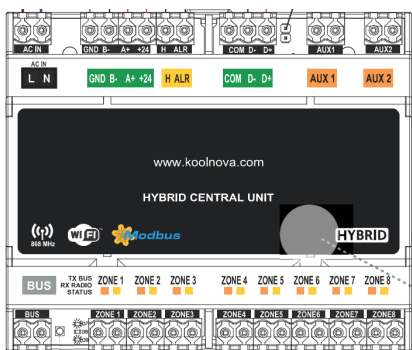 AC IN GND B- A+ +24 H ALR COM D- D+ AUX1 AUX2
AC IN
L N GND B- A+ +24 H ALR COM D- D+ AUX 1 AUX 2
www.koolnova.com
HYBRID CENTRAL UNIT
868 MHz WiFi Modbus HYBRID
BUS TX BUS ZONE 1 ZONE 2 ZONE 3 ZONE 4 ZONE 5 ZONE 6 ZONE 7 ZONE 8
RX RADIO
STATUS
BUS ZONE 1 ZONE2 ZONE3 ZONE4 ZONE5 ZONE6 ZONE7 ZONE8